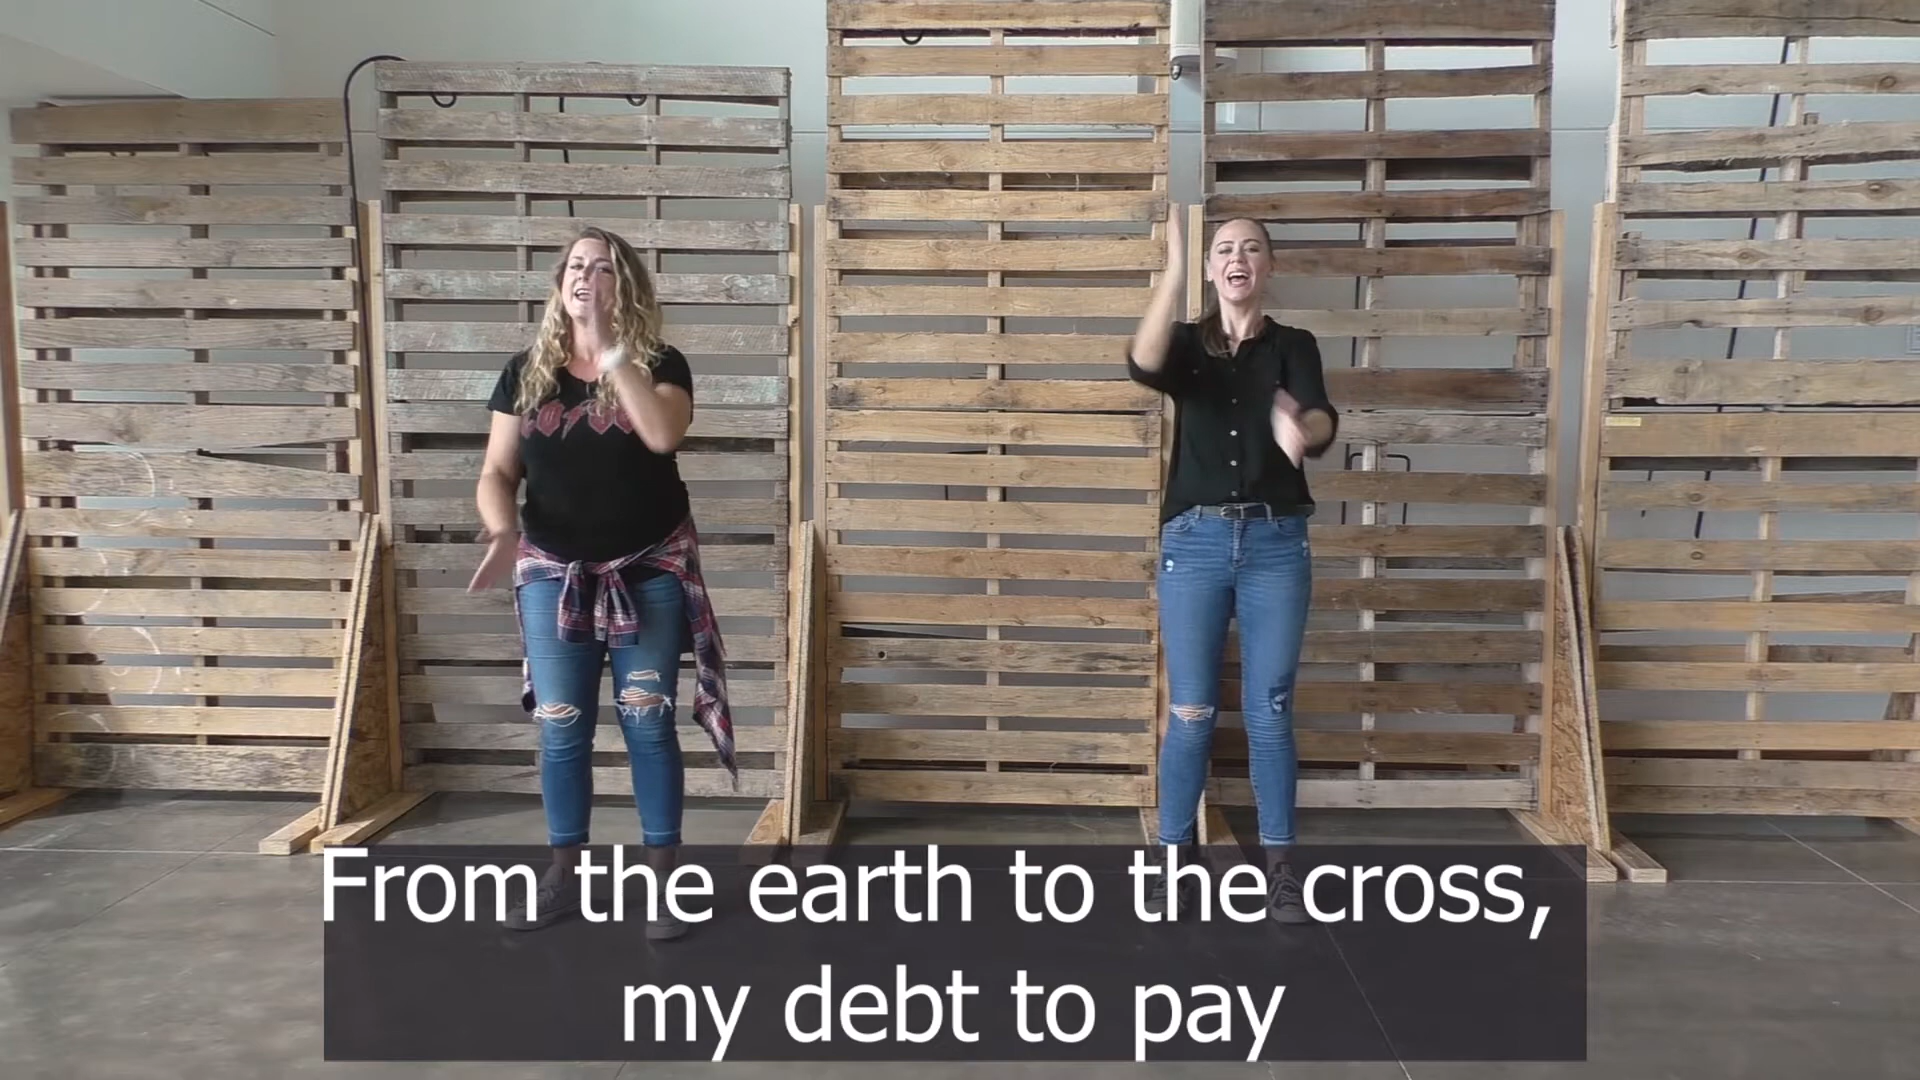 From the earth to the cross,
my debt to pay